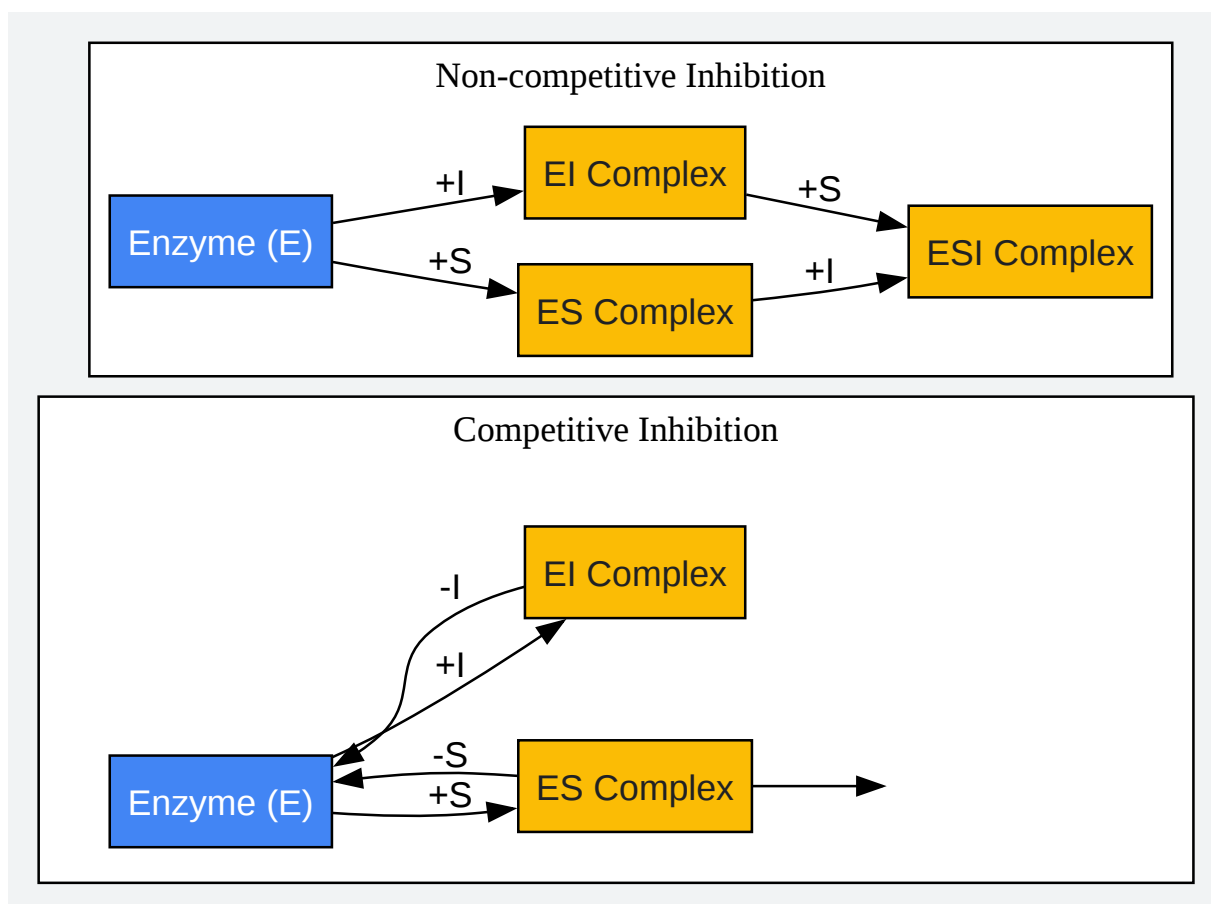 Non-competitive Inhibition
+I
EI Complex
+S
Enzyme (E)
ESI Complex
+S
ES Complex
+I
Competitive Inhibition
-I
EI Complex
+I
-S
Enzyme (E)
+S
ES Complex